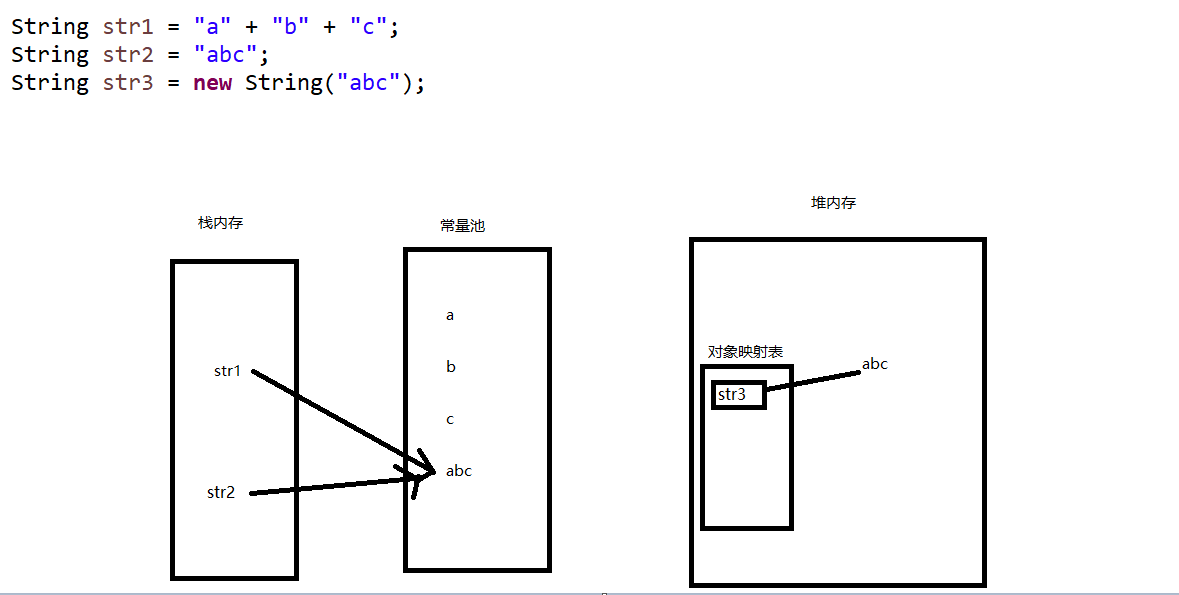 String str1 = "a" + "b" + "c";
String str2 = "abc";
String str3 = new String("abc");
栈内存
常量池
堆内存
str1
str2
a
b
c
abc
对象映射表
str3
abc